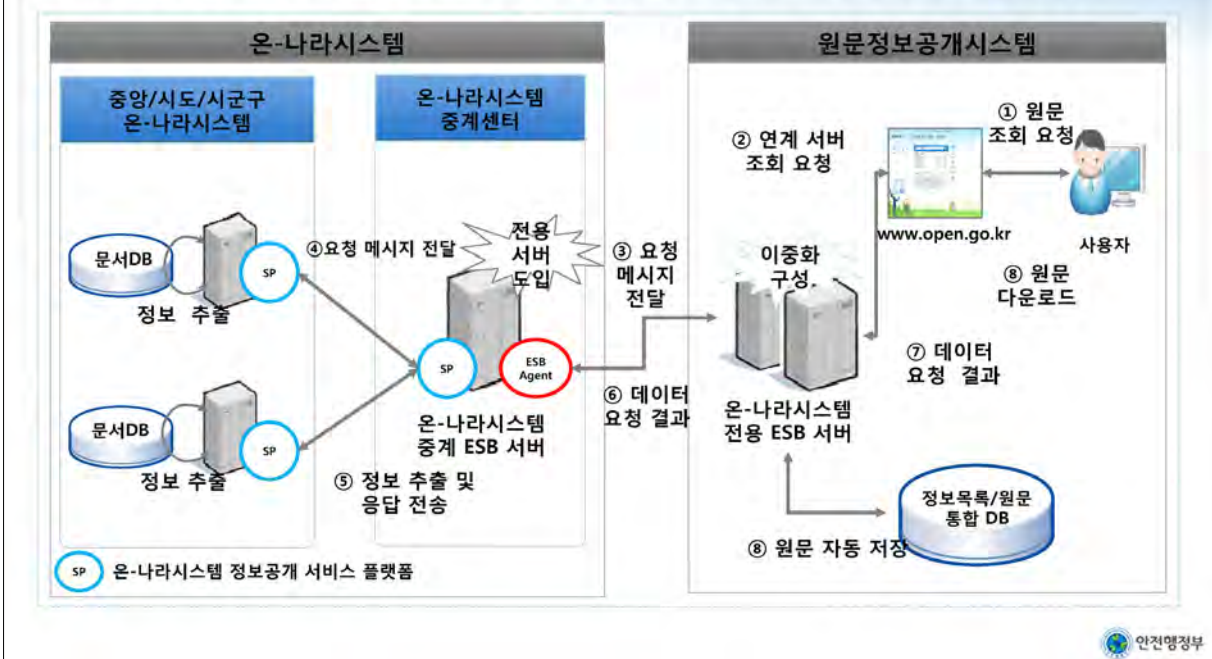 온-나라시스템
원문정보공개시스템
중앙/시도/시군구
온-나라시스템
온-나라시스템
중계센터
① 원문
조회 요청
② 연계 서버
조회 요청
www.open.go.kr
사용자
⑧ 원문
다운로드
문서DB
SP
정보 추출
④요청 메시지 전달
전용
서버
도입
③ 요청
메시지
전달
이중화
구성
SP
ESB
Agent
⑦ 데이터
요청 결과
⑥ 데이터
요청 결과
온-나라시스템
중계 ESB 서버
온-나라시스템
전용 ESB 서버
문서DB
SP
정보 추출
⑤ 정보 추출 및
응답 전송
정보목록/원문
통합 DB
⑧ 원문 자동 저장
SP 온-나라시스템 정보공개 서비스 플랫폼
안전행정부